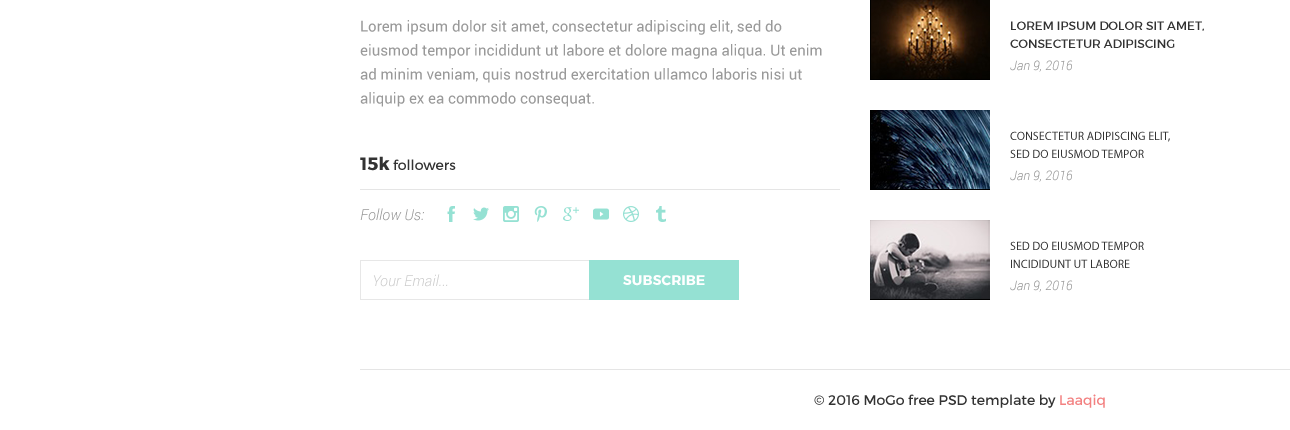 Lorem ipsum dolor sit amet, consectetur adipiscing elit, sed do
eiusmod tempor incididunt ut labore et dolore magna aliqua. Ut enim
ad minim veniam, quis nostrud exercitation ullamco laboris nisi ut
aliquip ex ea commodo consequat.
15k followers
Follow Us:
Your Email...
SUBSCRIBE
LOREM IPSUM DOLOR SIT AMET,
CONSECTETUR ADIPISCING
Jan 9, 2016
CONSECTETUR ADIPISCING ELIT,
SED DO EIUSMOD TEMPOR
Jan 9, 2016
SED DO EIUSMOD TEMPOR
INCIDIDUNT UT LABORE
Jan 9, 2016
© 2016 MoGo free PSD template by Laaqiq